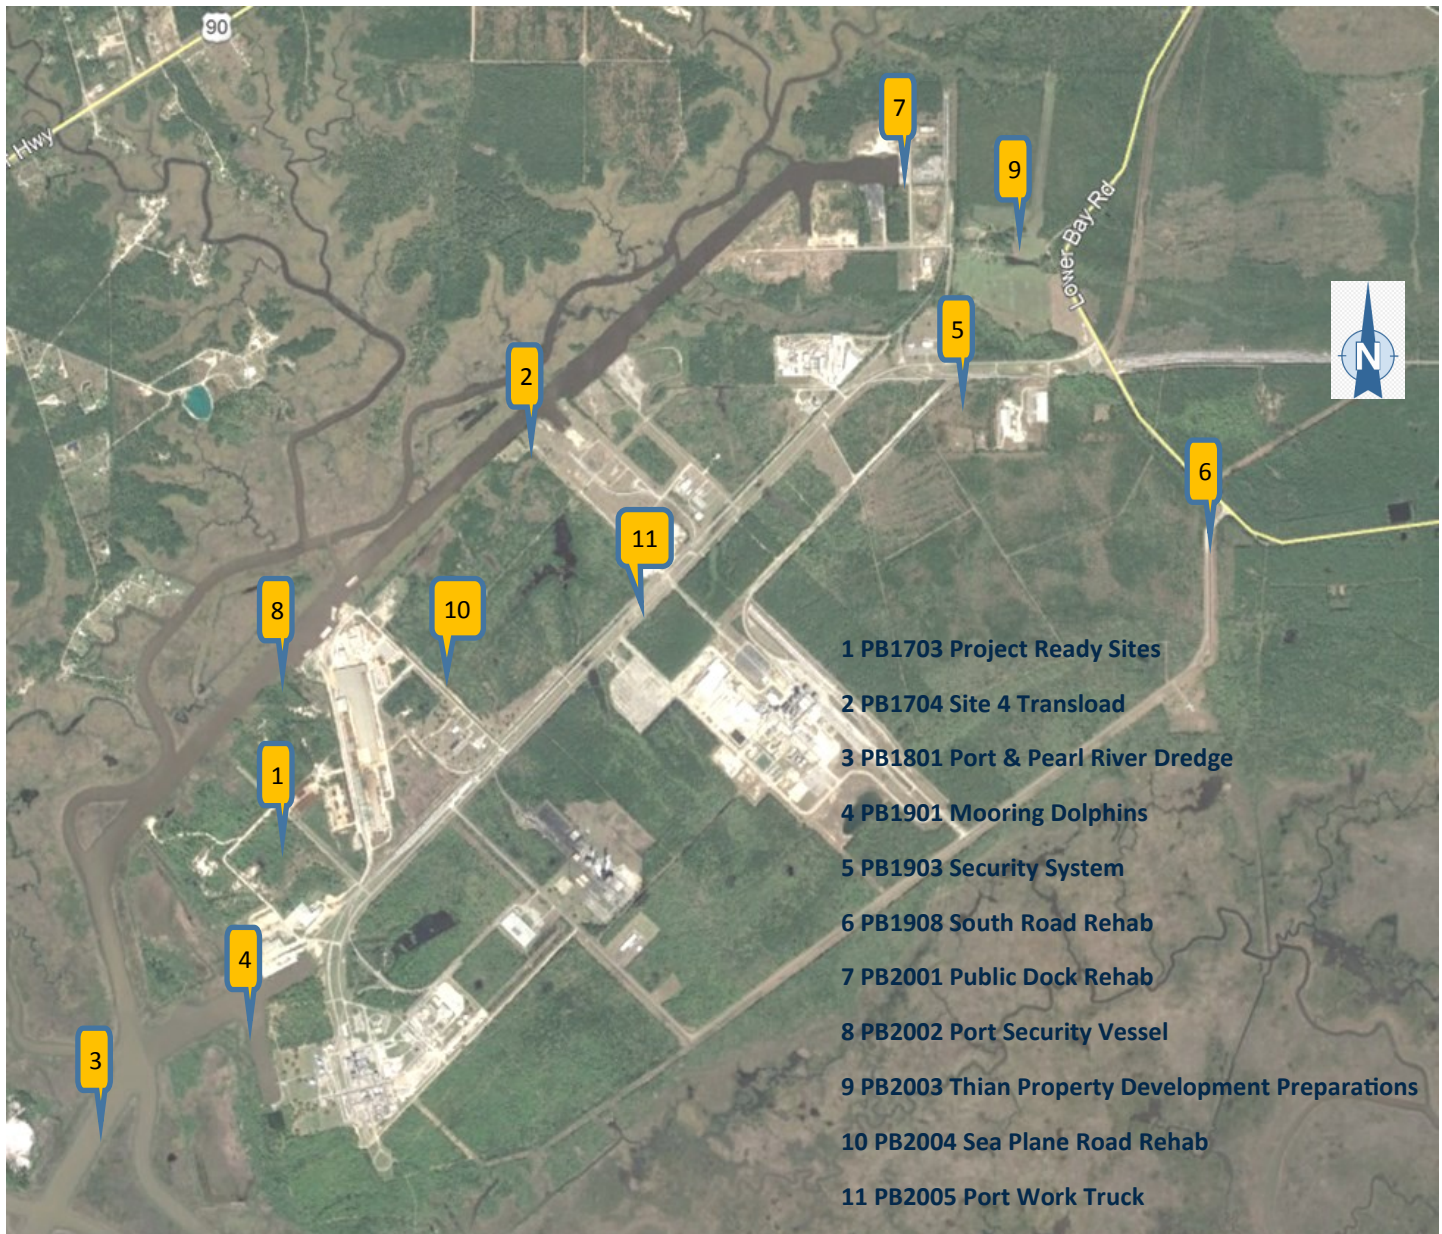 90
r Hwy
7
9
Lower Bay Rd
5
N
2
6
11
8
10
1
4
3
1 PB1703 Project Ready Sites
2 PB1704 Site 4 Transload
3 PB1801 Port & Pearl River Dredge
4 PB1901 Mooring Dolphins
5 PB1903 Security System
6 PB1908 South Road Rehab
7 PB2001 Public Dock Rehab
8 PB2002 Port Security Vessel
9 PB2003 Thian Property Development Preparations
10 PB2004 Sea Plane Road Rehab
11 PB2005 Port Work Truck